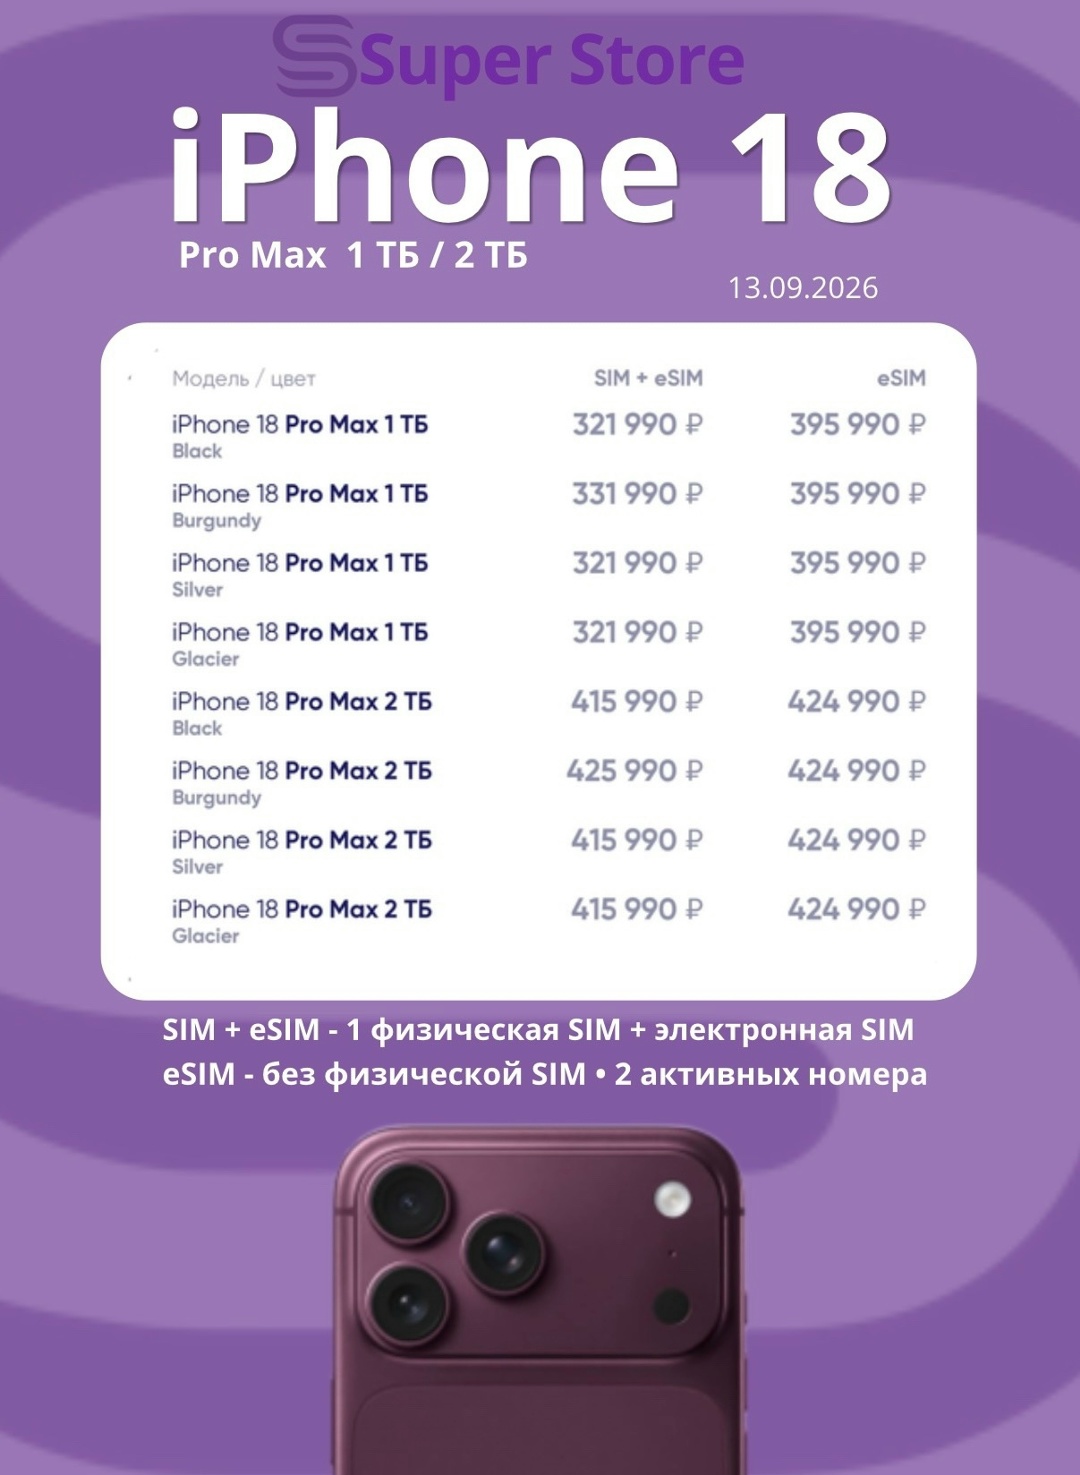 Super Store
iPhone 18
Pro Max 1 ТБ / 2 ТБ
13.09.2026
Модель / цвет SIM + eSIM eSIM
iPhone 18 Pro Max 1 ТБ 321 990 ₽ 395 990 ₽
Black
iPhone 18 Pro Max 1 ТБ 331 990 ₽ 395 990 ₽
Burgundy
iPhone 18 Pro Max 1 ТБ 321 990 ₽ 395 990 ₽
Silver
iPhone 18 Pro Max 1 ТБ 321 990 ₽ 395 990 ₽
Glacier
iPhone 18 Pro Max 2 ТБ 415 990 ₽ 424 990 ₽
Black
iPhone 18 Pro Max 2 ТБ 425 990 ₽ 424 990 ₽
Burgundy
iPhone 18 Pro Max 2 ТБ 415 990 ₽ 424 990 ₽
Silver
iPhone 18 Pro Max 2 ТБ 415 990 ₽ 424 990 ₽
Glacier
SIM + eSIM - 1 физическая SIM + электронная SIM
eSIM - без физической SIM • 2 активных номера